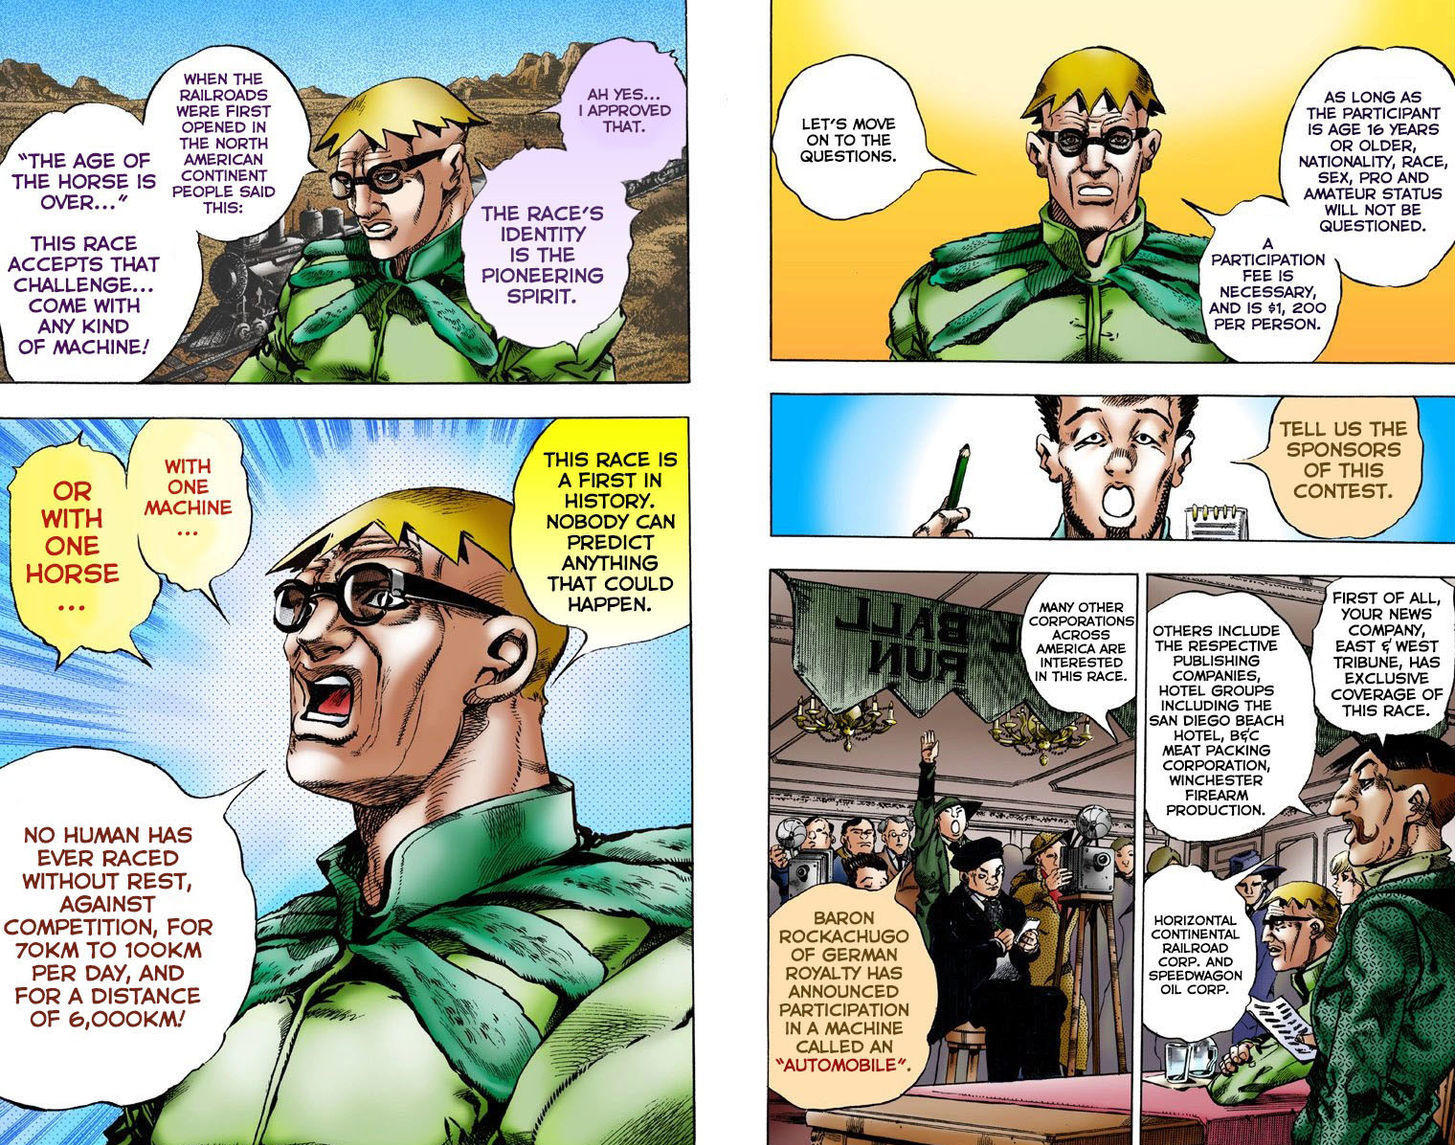 AS LONG AS
THE PARTICIPANT
IS AGE 16 YEARS
OR OLDER,
NATIONALITY, RACE,
SEX, PRO AND
AMATEUR STATUS
WILL NOT BE
QUESTIONED.
A
PARTICIPATION
FEE IS
NECESSARY,
AND IS $1, 200
PER PERSON.
LET'S MOVE
ON TO THE
QUESTIONS.
TELL US THE
SPONSORS
OF THIS
CONTEST.
FIRST OF ALL,
YOUR NEWS
COMPANY,
EAST & WEST
TRIBUNE, HAS
EXCLUSIVE
COVERAGE OF
THIS RACE.
OTHERS INCLUDE
THE RESPECTIVE
PUBLISHING
COMPANIES,
HOTEL GROUPS
INCLUDING THE
SAN DIEGO BEACH
HOTEL, B&C
MEAT PACKING
CORPORATION,
WINCHESTER
FIREARM
PRODUCTION.
HORIZONTAL
CONTINENTAL
RAILROAD
CORP. AND
SPEEDWAGON
OIL CORP.
MANY OTHER
CORPORATIONS
ACROSS
AMERICA ARE
INTERESTED
IN THIS RACE.
L BALL
RUN
BARON
ROCKACHUGO
OF GERMAN
ROYALTY HAS
ANNOUNCED
PARTICIPATION
IN A MACHINE
CALLED AN
"AUTOMOBILE".
AH YES...
I APPROVED
THAT.
THE RACE'S
IDENTITY
IS THE
PIONEERING
SPIRIT.
WHEN THE
RAILROADS
WERE FIRST
OPENED IN
THE NORTH
AMERICAN
CONTINENT
PEOPLE SAID
THIS:
"THE AGE OF
THE HORSE IS
OVER..."
THIS RACE
ACCEPTS THAT
CHALLENGE...
COME WITH
ANY KIND
OF MACHINE!
THIS RACE IS
A FIRST IN
HISTORY.
NOBODY CAN
PREDICT
ANYTHING
THAT COULD
HAPPEN.
WITH
ONE
MACHINE
...
OR
WITH
ONE
HORSE
...
NO HUMAN HAS
EVER RACED
WITHOUT REST,
AGAINST
COMPETITION, FOR
70KM TO 100KM
PER DAY, AND
FOR A DISTANCE
OF 6,000KM!